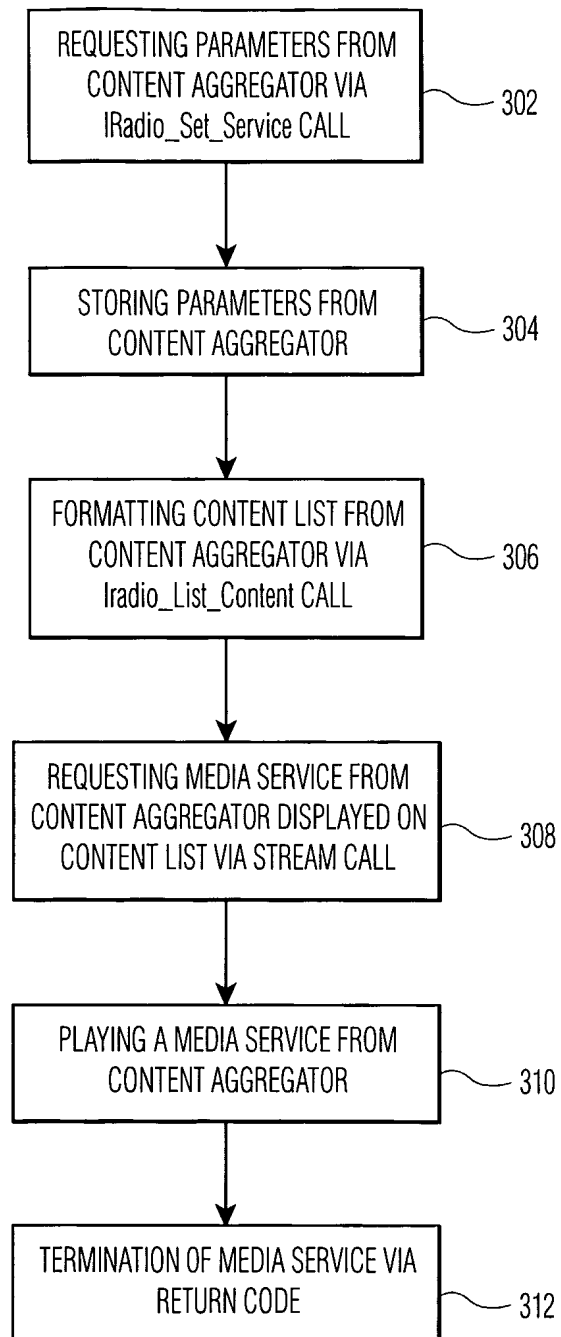 REQUESTING PARAMETERS FROM
CONTENT AGGREGATOR VIA
IRadio_Set_Service CALL
302
STORING PARAMETERS FROM
CONTENT AGGREGATOR
304
FORMATTING CONTENT LIST FROM
CONTENT AGGREGATOR VIA
Iradio_List_Content CALL
306
REQUESTING MEDIA SERVICE FROM
CONTENT AGGREGATOR DISPLAYED ON
CONTENT LIST VIA STREAM CALL
308
PLAYING A MEDIA SERVICE FROM
CONTENT AGGREGATOR
310
TERMINATION OF MEDIA SERVICE VIA
RETURN CODE
312